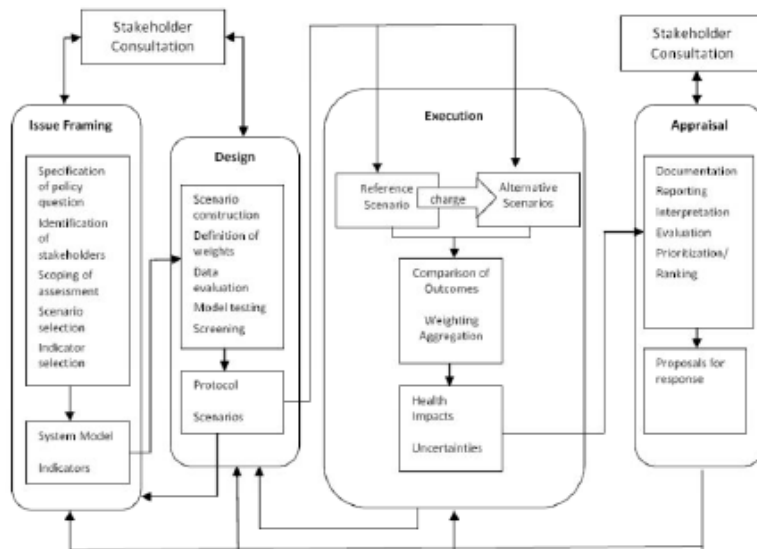 Stakeholder
Consultation
Stakeholder
Consultation
Issue Framing
Specification
of policy
question
Identification
of
stakeholders
Scoping of
assessment
Scenario
selection
Indicator
selection
System Model
Indicators
Design
Scenario
construction
Definition of
weights
Data
evaluation
Model testing
Screening
Protocol
Scenarios
Execution
Reference
Scenario
charge
Alternative
Scenarios
Comparison of
Outcomes
Weighting
Aggregation
Health
Impacts
Uncertainties
Appraisal
Documentation
Reporting
Interpretation
Evaluation
Prioritization/
Ranking
Proposals for
response